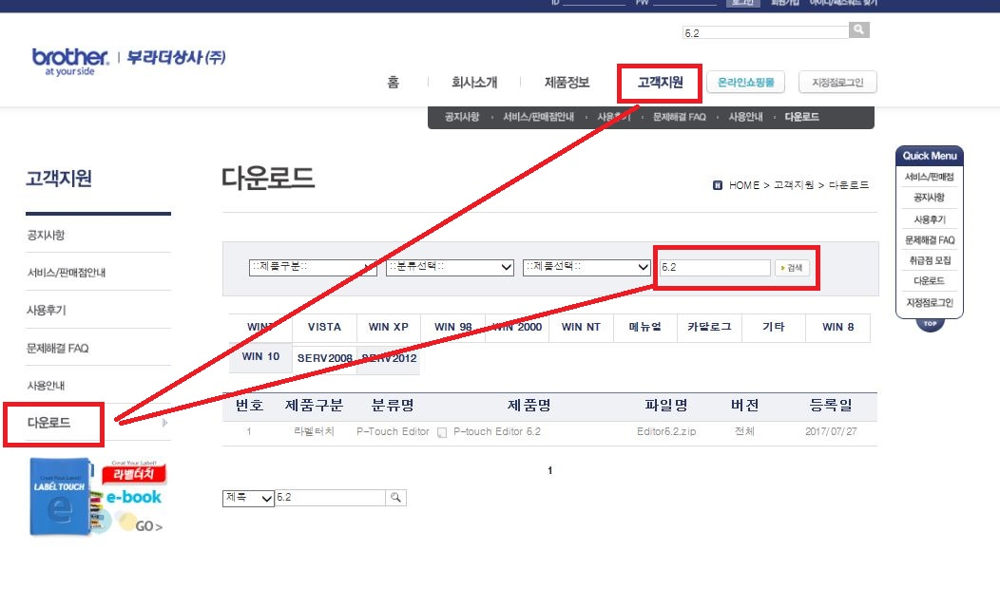 ID PW 로그인 회원가입 아이디/패스워드 찾기
5.2
brother. | 부라더상사(주)
at your side
홈 회사소개 제품정보 고객지원 온라인쇼핑몰 지정점로그인
공지사항 서비스/판매점안내 사용후기 문제해결 FAQ 사용안내 다운로드
고객지원
공지사항
서비스/판매점안내
사용후기
문제해결 FAQ
사용안내
다운로드
Creat Your Label!
LABEL TOUCH
e
Creat Your Label!
라벨터치
e-book
GO >
다운로드
HOME > 고객지원 > 다운로드
::제품구분:: ::분류선택:: ::제품선택:: 5.2 검색
WIN7 VISTA WIN XP WIN 98 WIN 2000 WIN NT 메뉴얼 카달로그 기타 WIN 8
WIN 10 SERV2008 SERV2012
번호 제품구분 분류명 제품명 파일명 버전 등록일
1 라벨터치 P-Touch Editor P-touch Editor 5.2 Editor5.2.zip 전체 2017/07/27
1
제목 5.2
Quick Menu
서비스/판매점
공지사항
사용후기
문제해결 FAQ
취급점 모집
다운로드
지정점로그인
TOP